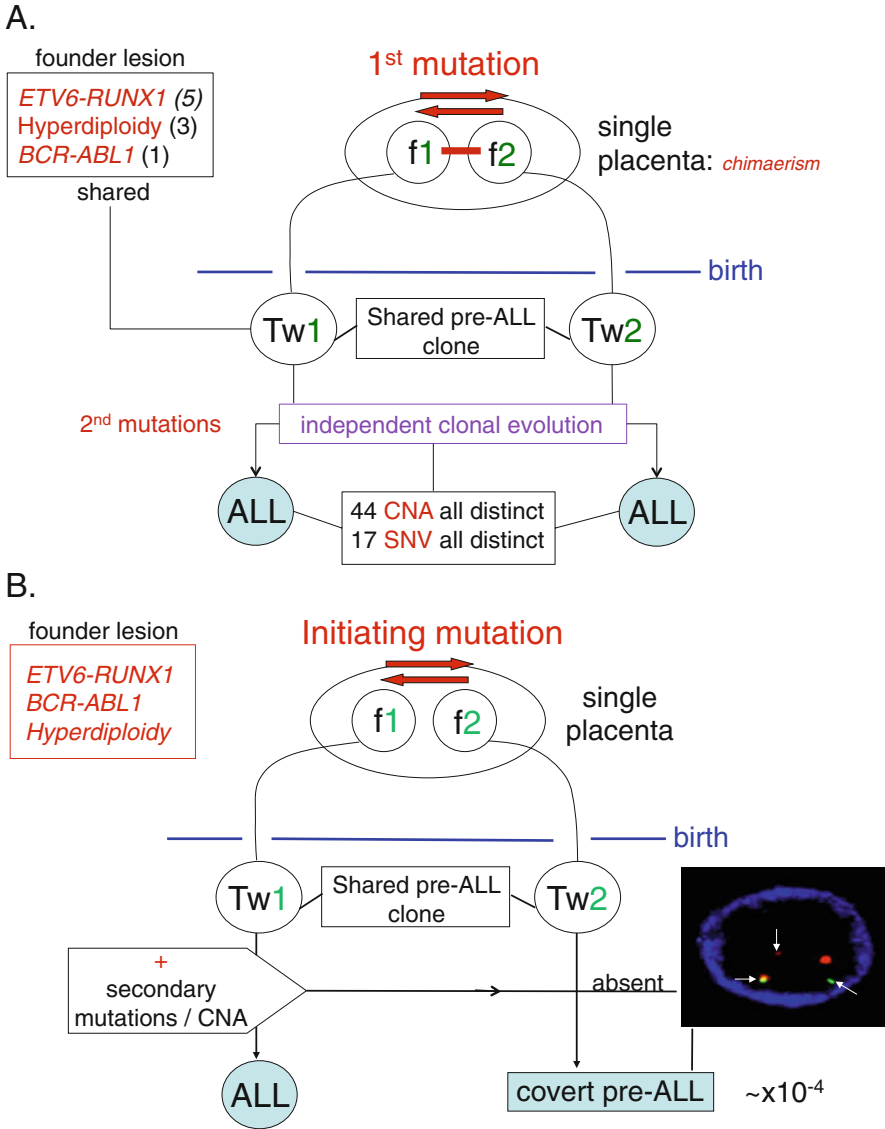 A.
founder lesion
ETV6-RUNX1 (5)
Hyperdiploidy (3)
BCR-ABL1 (1)
shared
1st mutation
f1
f2
single
placenta: chimaerism
birth
Tw1
Shared pre-ALL
clone
Tw2
2nd mutations
independent clonal evolution
ALL
44 CNA all distinct
17 SNV all distinct
ALL
B.
founder lesion
ETV6-RUNX1
BCR-ABL1
Hyperdiploidy
Initiating mutation
f1
f2
single
placenta
birth
Tw1
Shared pre-ALL
clone
Tw2
+
secondary
mutations / CNA
absent
ALL
covert pre-ALL
~x10-4